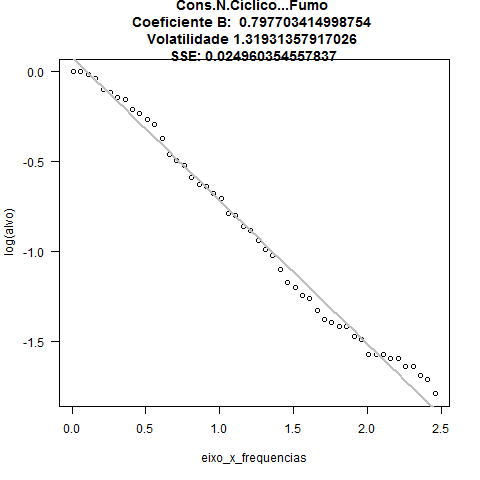 Cons.N.Ciclico...Fumo
Coeficiente B:  0.797703414998754
Volatilidade 1.31931357917026
SSE: 0.024960354557837
0.0
-0.5
-1.0
-1.5
log(alvo)
0.0 0.5 1.0 1.5 2.0 2.5
eixo_x_frequencias